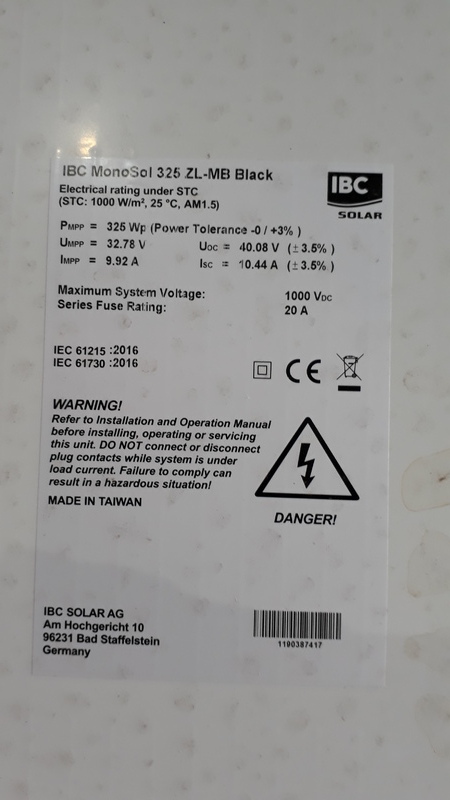 IBC MonoSol 325 ZL-MB Black
Electrical rating under STC
(STC: 1000 W/m², 25 °C, AM1.5)
IBC
SOLAR
PMPP = 325 Wp (Power Tolerance -0 / +3% )
UMPP = 32.78 V UOC = 40.08 V (±3.5% )
IMPP = 9.92 A ISC = 10.44 A (±3.5% )
Maximum System Voltage: 1000 VDC
Series Fuse Rating: 20 A
IEC 61215 :2016
IEC 61730 :2016
CE
WARNING!
Refer to Installation and Operation Manual
before installing, operating or servicing
this unit. DO NOT connect or disconnect
plug contacts while system is under
load current. Failure to comply can
result in a hazardous situation!
DANGER!
MADE IN TAIWAN
IBC SOLAR AG
Am Hochgericht 10
96231 Bad Staffelstein
Germany
1190387417